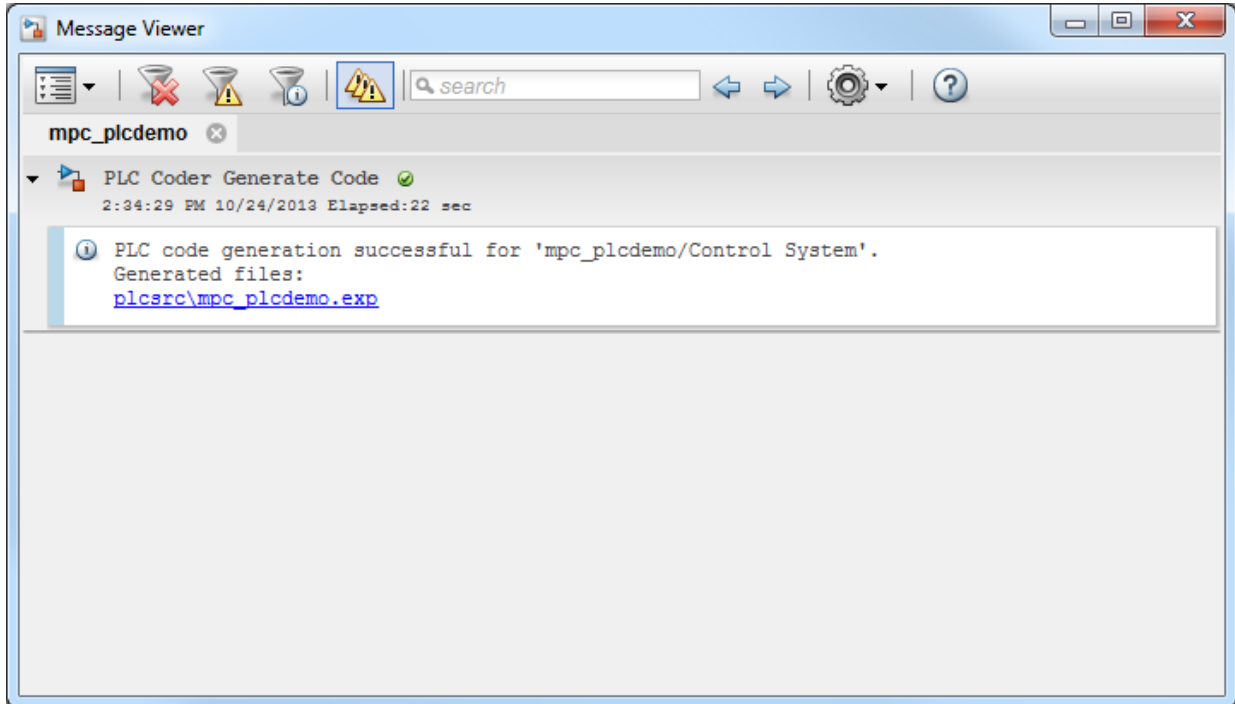 Message Viewer
search
mpc_plcdemo
PLC Coder Generate Code
2:34:29 PM 10/24/2013 Elapsed:22 sec
PLC code generation successful for 'mpc_plcdemo/Control System'.
Generated files:
plcsrc\mpc_plcdemo.exp